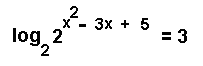 log₂2^(x² - 3x + 5) = 3